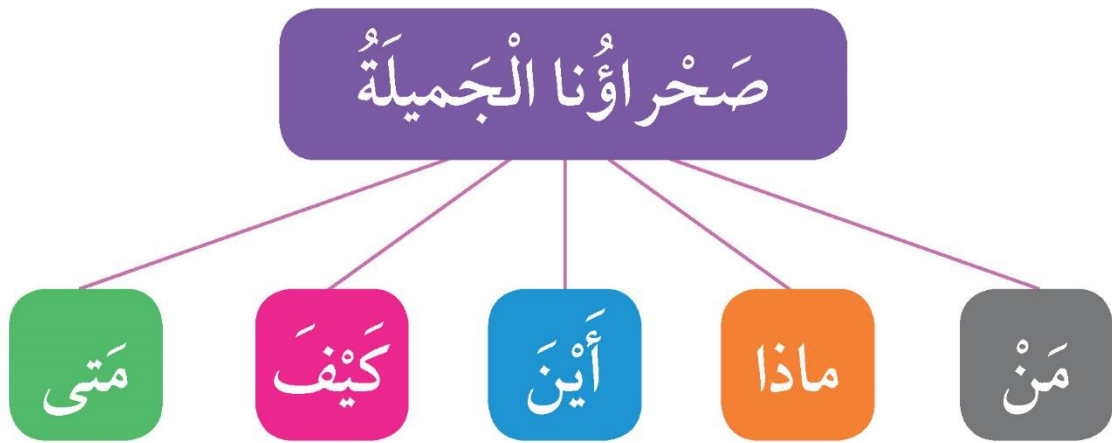 صَحْراؤُنا الْجَميلَةُ
مَنْ ماذا أَيْنَ كَيْفَ مَتى